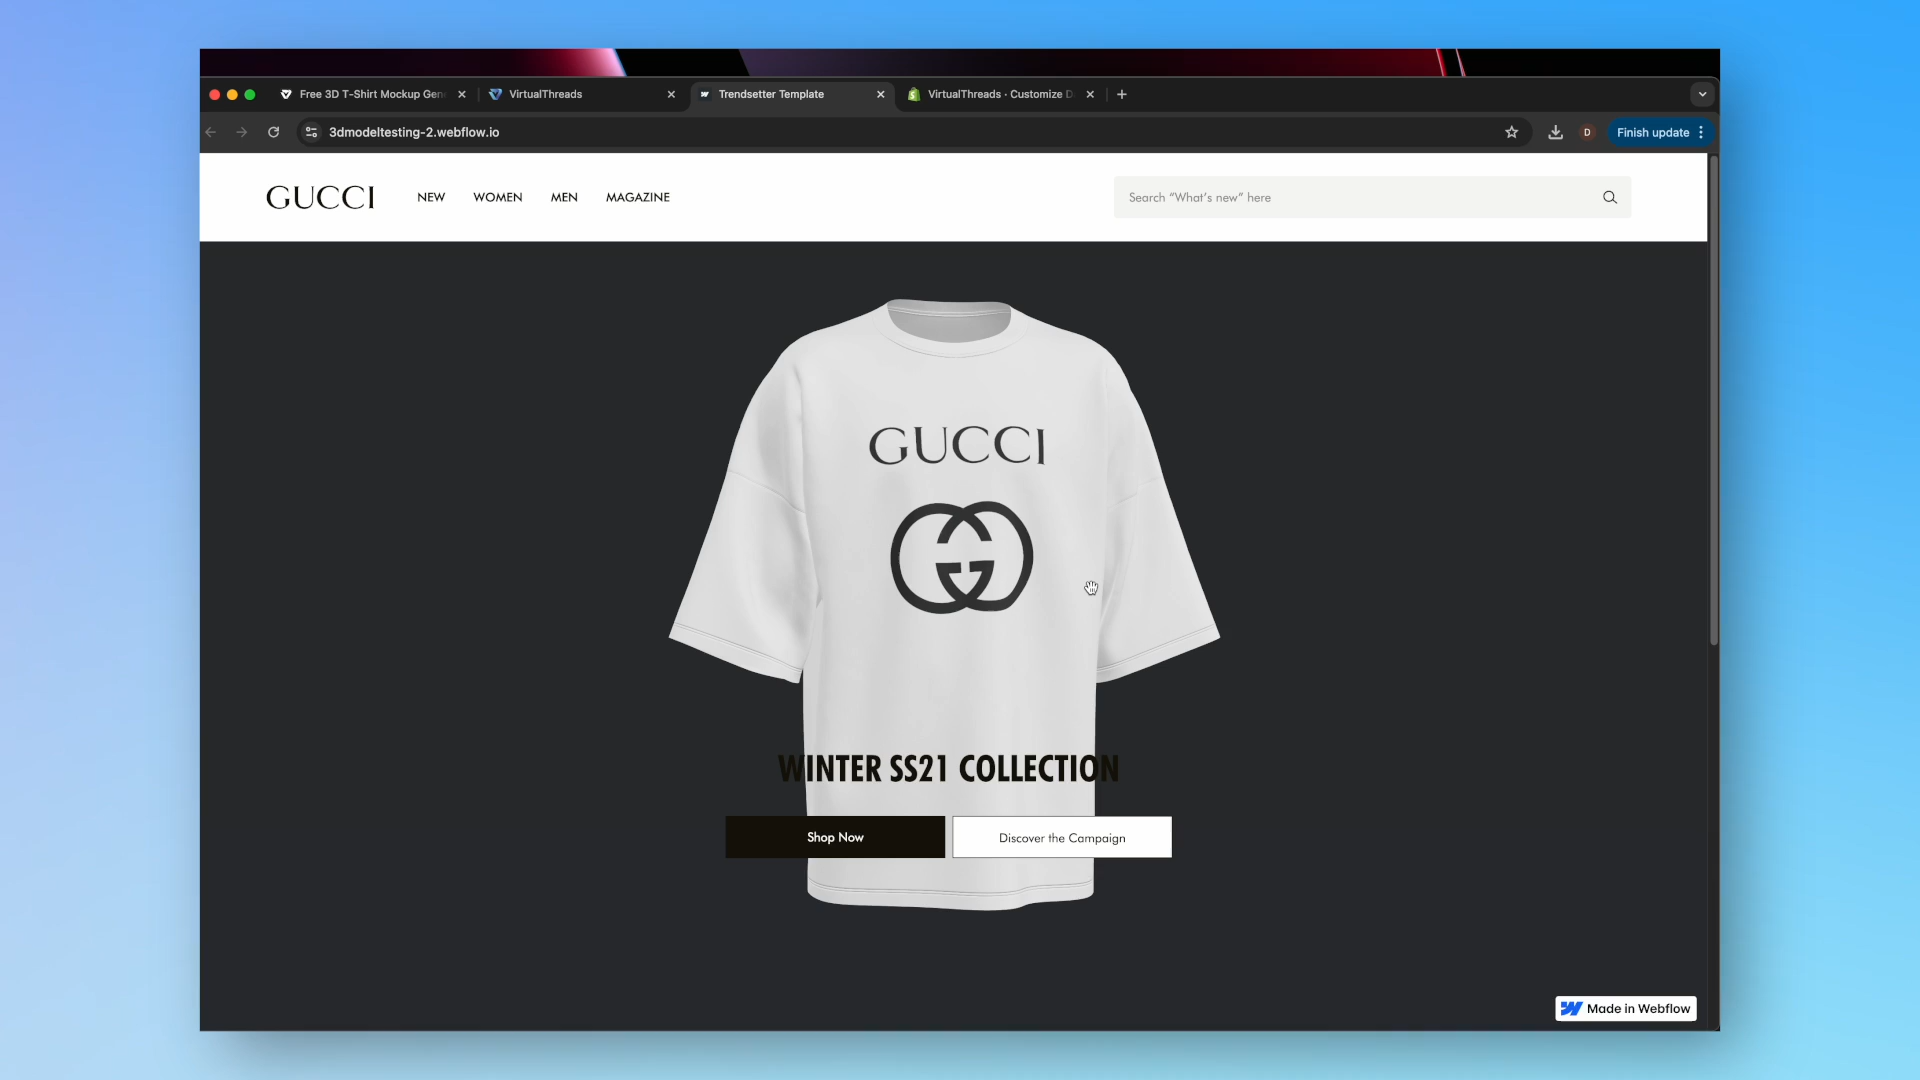 Free 3D T-Shirt Mockup Gen
VirtualThreads
Trendsetter Template
VirtualThreads · Customize D
3dmodeltesting-2.webflow.io
D
Finish update
GUCCI
NEW
WOMEN
MEN
MAGAZINE
Search “What’s new” here
GUCCI
WINTER SS21 COLLECTION
Shop Now
Discover the Campaign
Made in Webflow